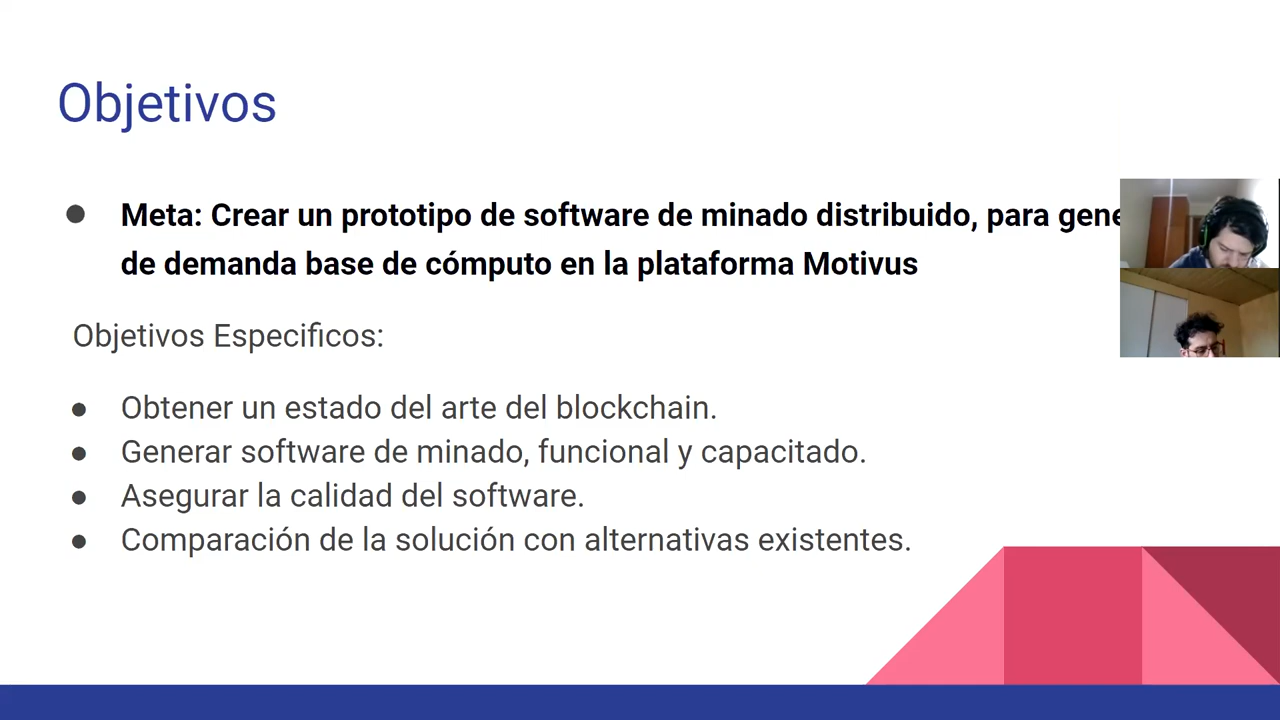 Objetivos
Meta: Crear un prototipo de software de minado distribuido, para
de demanda base de cómputo en la plataforma Motivus
Objetivos Especificos:
Obtener un estado del arte del blockchain.
Generar software de minado, funcional y capacitado.
Asegurar la calidad del software.
Comparación de la solución con alternativas existentes.